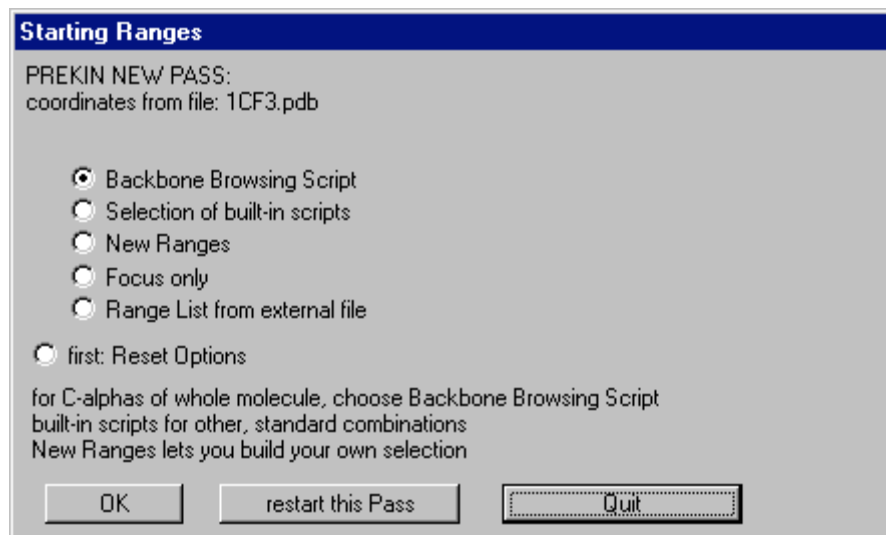 Starting Ranges
PREKIN NEW PASS:
coordinates from file: 1CF3.pdb
Backbone Browsing Script
Selection of built-in scripts
New Ranges
Focus only
Range List from external file
first: Reset Options
for C-alphas of whole molecule, choose Backbone Browsing Script
built-in scripts for other, standard combinations
New Ranges lets you build your own selection
OK restart this Pass Quit